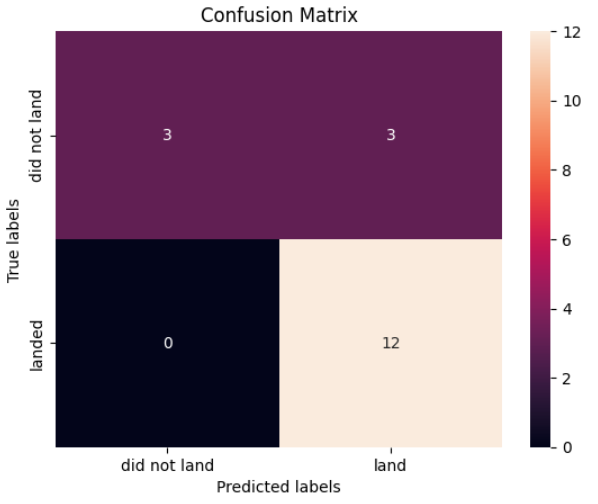 Confusion Matrix
True labels
did not land
3
3
landed
0
12
did not land
land
Predicted labels
12
10
8
6
4
2
0